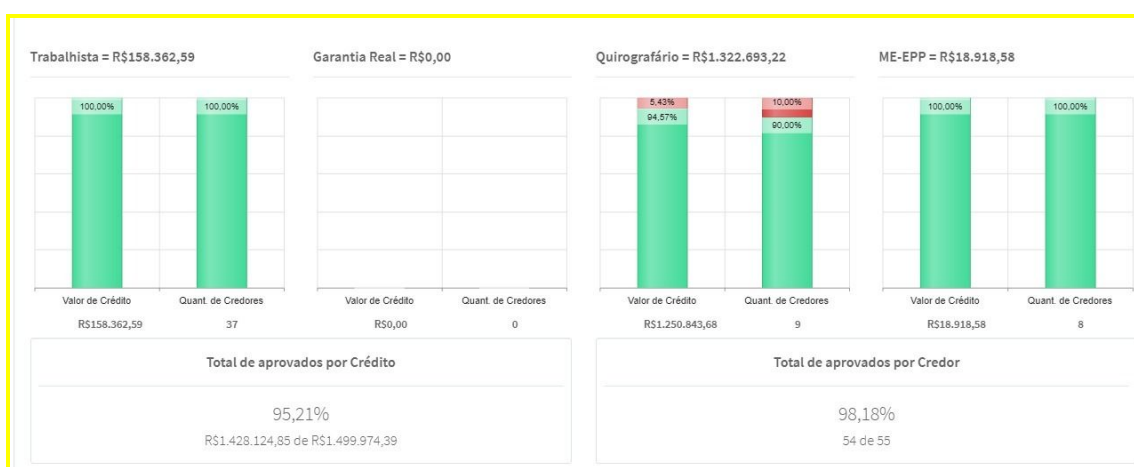 Trabalhista = R$158.362,59
Garantia Real = R$0,00
Quirografário = R$1.322.693,22
ME-EPP = R$18.918,58
100,00%
100,00%
5,43%
10,00%
100,00%
100,00%
94,57%
90,00%
Valor de Crédito
Quant. de Credores
Valor de Crédito
Quant. de Credores
Valor de Crédito
Quant. de Credores
Valor de Crédito
Quant. de Credores
R$158.362,59
37
R$0,00
0
R$1.250.843,68
9
R$18.918,58
8
Total de aprovados por Crédito
Total de aprovados por Credor
95,21%
98,18%
R$1.428.124,85 de R$1.499.974,39
54 de 55